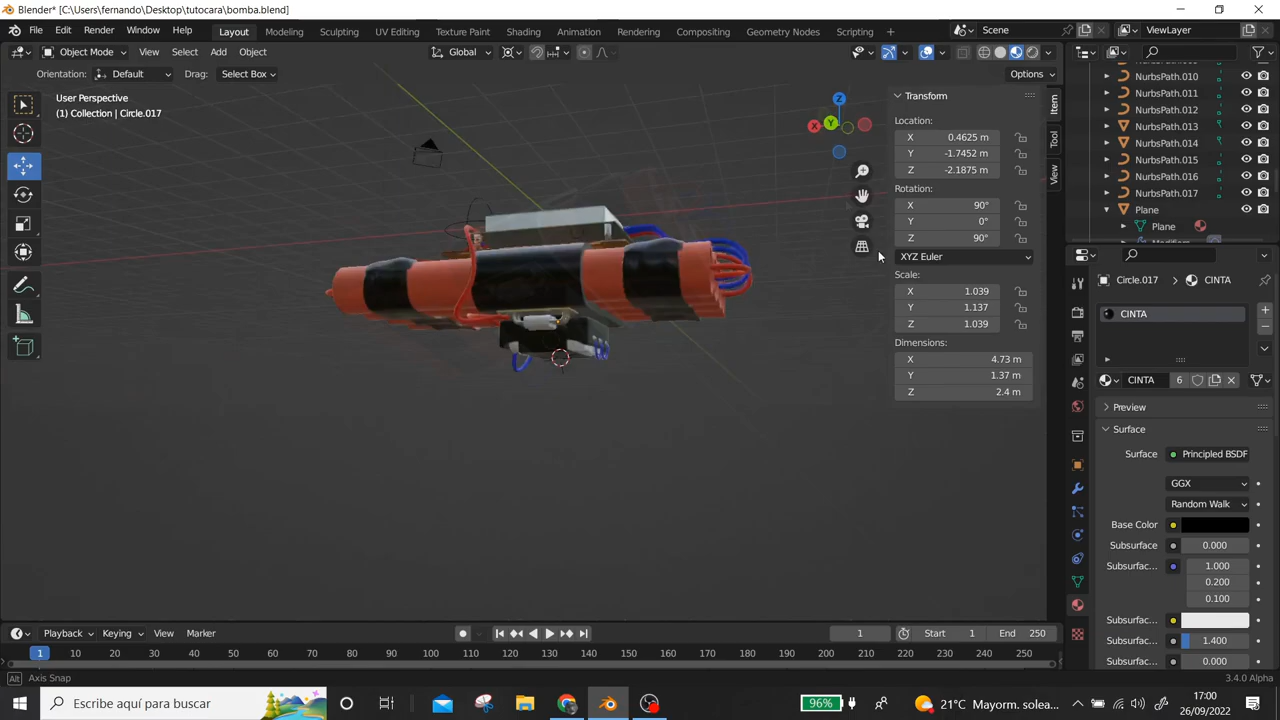 Blender* [C:\Users\fernando\Desktop\tutocara\bomba.blend]
File Edit Render Window Help Layout Modeling Sculpting UV Editing Texture Paint Shading Animation Rendering Compositing Geometry Nodes Scripting Scene ViewLayer
Object Mode View Select Add Object Global
Orientation: Default Drag: Select Box Options
User Perspective
(1) Collection | Circle.017
Z
Y
X
Transform
Location:
X 0.4625 m
Y -1.7452 m
Z -2.1875 m
Rotation:
X 90°
Y 0°
Z 90°
XYZ Euler
Scale:
X 1.039
Y 1.137
Z 1.039
Dimensions:
X 4.73 m
Y 1.37 m
Z 2.4 m
Item
Tool
View
NurbsPath.010
NurbsPath.011
NurbsPath.012
NurbsPath.013
NurbsPath.014
NurbsPath.015
NurbsPath.016
NurbsPath.017
Plane
Plane
Circle.017 CINTA
CINTA
CINTA 6
Preview
Surface
Surface Principled BSDF
GGX
Random Walk
Base Color
Subsurface 0.000
Subsurfac... 1.000
0.200
0.100
Subsurfac...
Subsurfac... 1.400
Subsurfac... 0.000
Playback Keying View Marker 1 Start 1 End 250
1 10 20 30 40 50 60 70 80 90 100 110 120 130 140 150 160 170 180 190 200 210 220 230 240 250
Alt Axis Snap 3.4.0 Alpha
Escribe aquí para buscar 96% 21°C Mayorm. solea... 17:00
26/09/2022